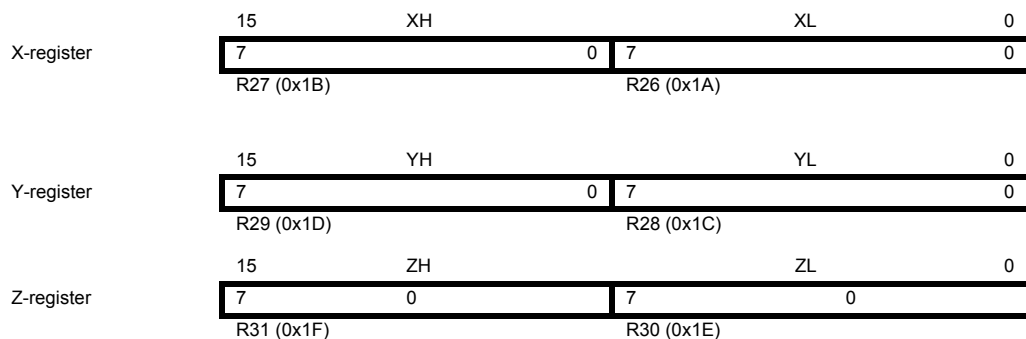 15 XH XL 0
X-register 7 0 7 0
R27 (0x1B) R26 (0x1A)
15 YH YL 0
Y-register 7 0 7 0
R29 (0x1D) R28 (0x1C)
15 ZH ZL 0
Z-register 7 0 7 0
R31 (0x1F) R30 (0x1E)